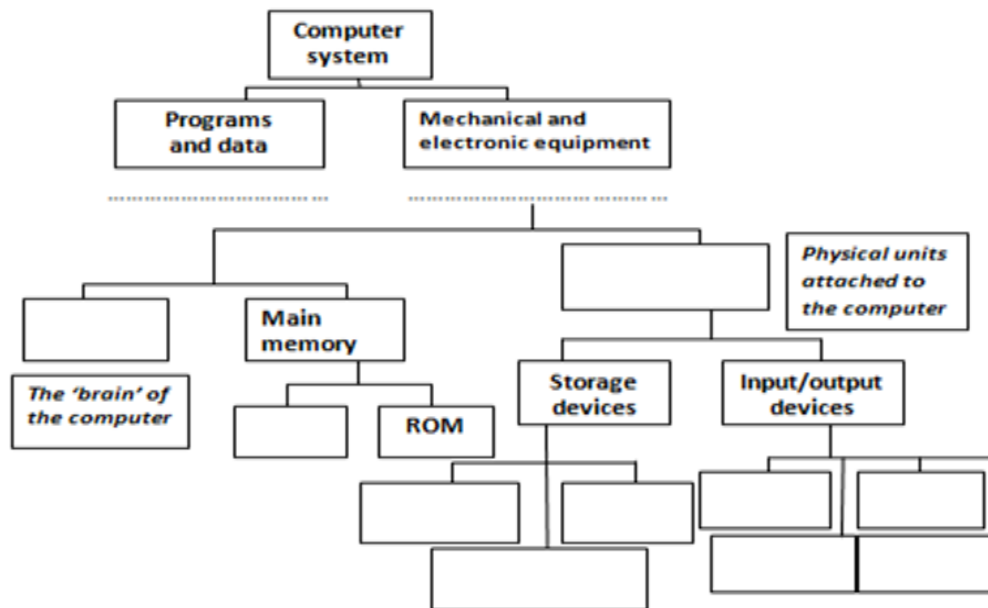 Computer
system
Programs
and data
Mechanical and
electronic equipment
Physical units
attached to
the computer
Main
memory
The ‘brain’ of
the computer
ROM
Storage
devices
Input/output
devices